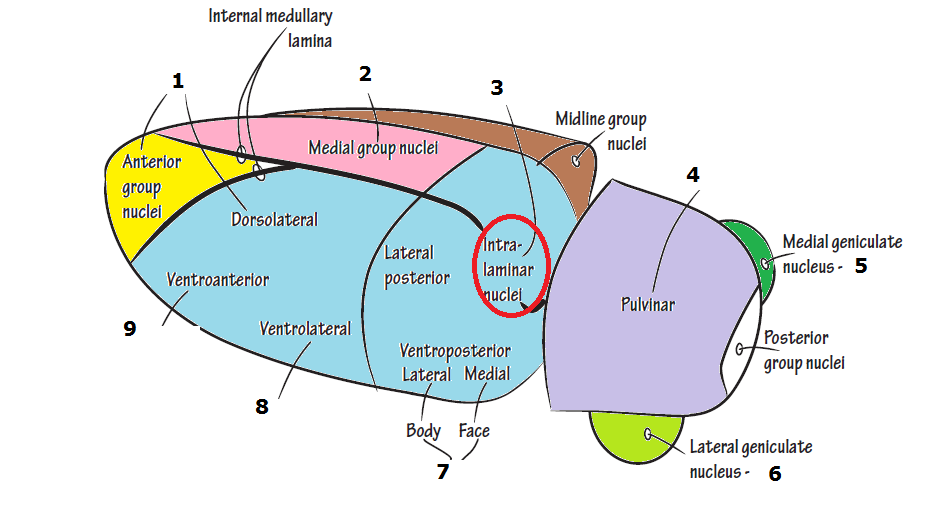 Internal medullary
lamina
1
2
3
Midline group
nuclei
Medial group nuclei
Anterior
group
nuclei
4
Dorsolateral
Intra-
laminar
nuclei
Lateral
posterior
Medial geniculate
nucleus - 5
Ventroanterior
Pulvinar
9
Ventrolateral
Posterior
group nuclei
Ventroposterior
Lateral Medial
8
Body Face
7
Lateral geniculate
nucleus - 6